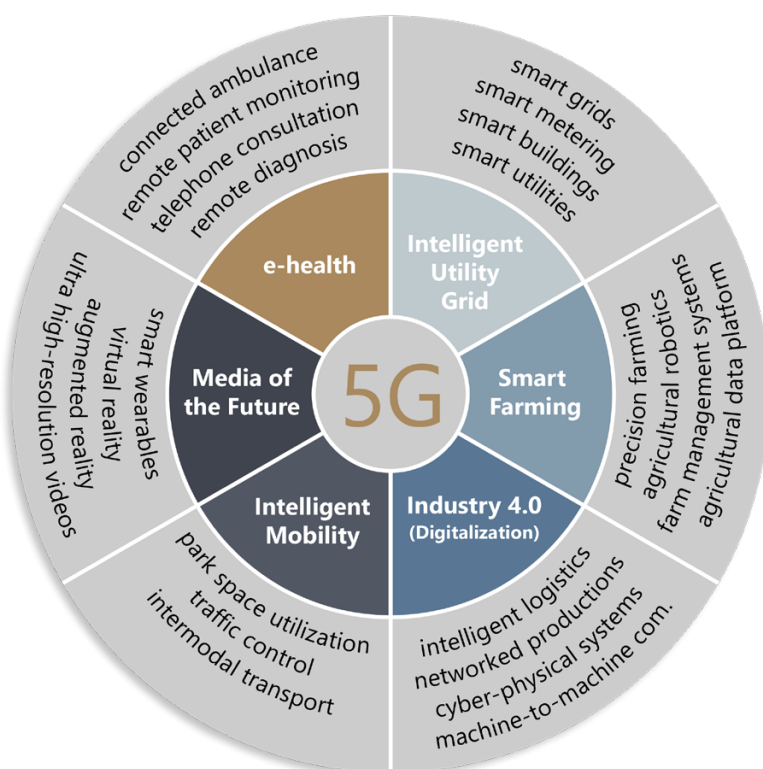 5G
e-health
connected ambulance
remote patient monitoring
telephone consultation
remote diagnosis
Intelligent
Utility
Grid
smart grids
smart metering
smart buildings
smart utilities
Smart
Farming
precision farming
agricultural robotics
farm management systems
agricultural data platform
Industry 4.0
(Digitalization)
intelligent logistics
networked productions
cyber-physical systems
machine-to-machine com.
Intelligent
Mobility
park space utilization
traffic control
intermodal transport
Media of
the Future
smart wearables
virtual reality
augmented reality
ultra high-resolution videos